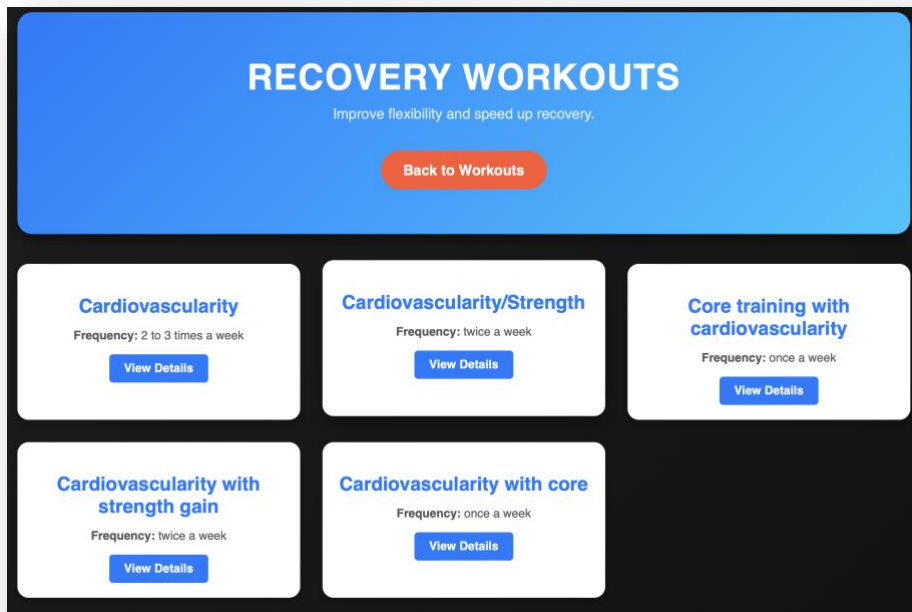 RECOVERY WORKOUTS
Improve flexibility and speed up recovery.
Back to Workouts
Cardiovascularity
Frequency: 2 to 3 times a week
View Details
Cardiovascularity/Strength
Frequency: twice a week
View Details
Core training with
cardiovascularity
Frequency: once a week
View Details
Cardiovascularity with
strength gain
Frequency: twice a week
View Details
Cardiovascularity with core
Frequency: once a week
View Details